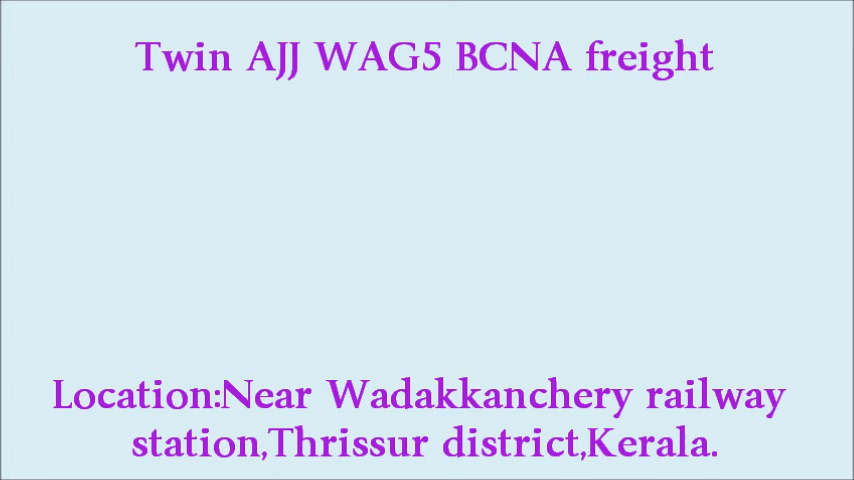 Twin AJJ WAG5 BCNA freight
Location:Near Wadakkanchery railway
station,Thrissur district,Kerala.